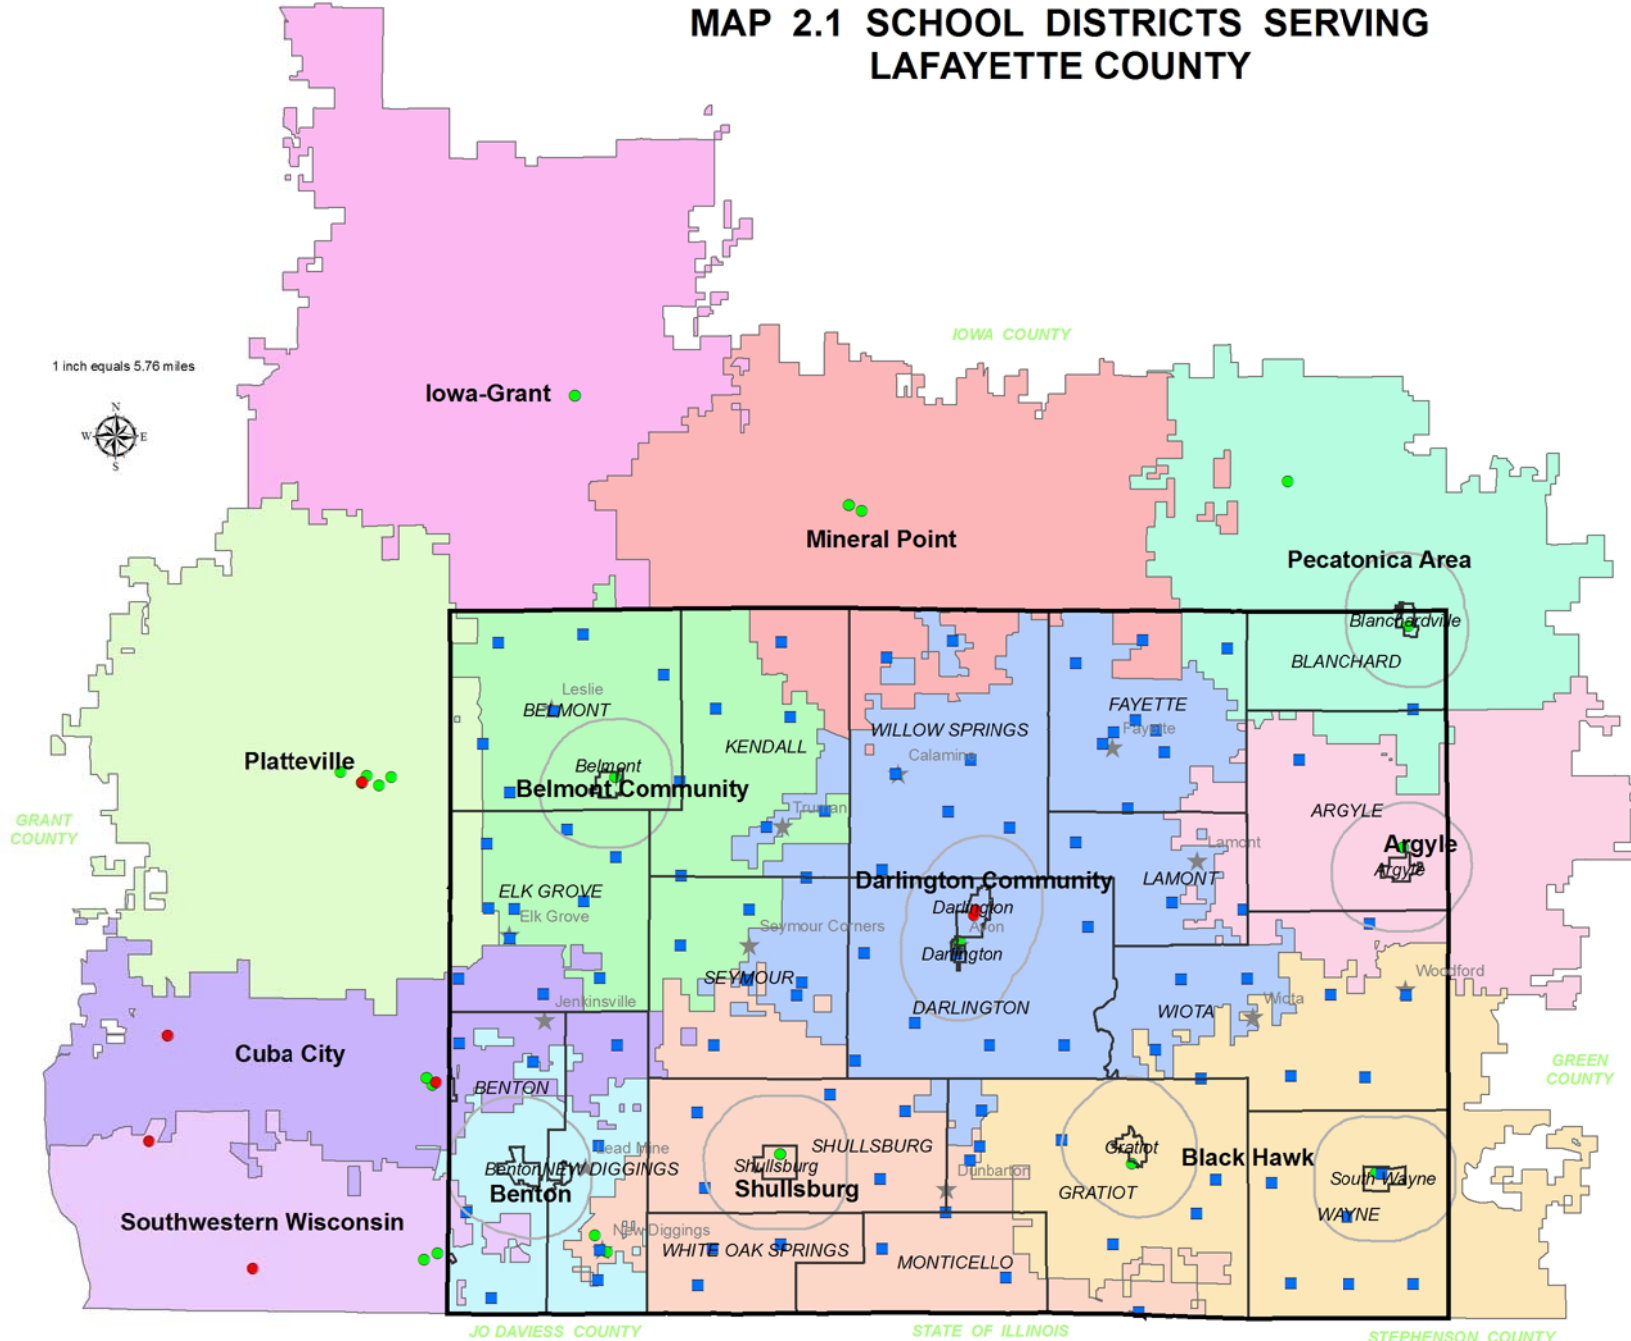 MAP 2.1 SCHOOL DISTRICTS SERVING
LAFAYETTE COUNTY
IOWA COUNTY
1 inch equals 5.76 miles
N
W E
S
Iowa-Grant
Mineral Point
Pecatonica Area
Blanchardville
BLANCHARD
Leslie
BELMONT
FAYETTE
Fayette
WILLOW SPRINGS
KENDALL
Calamine
Platteville
Belmont
Belmont Community
Truman
ARGYLE
GRANT
COUNTY
Lamont
Argyle
Argyle
Darlington Community
LAMONT
ELK GROVE
Elk Grove
Darlington
Avon
Seymour Corners
Darlington
SEYMOUR
Woodford
Jenkinsville
DARLINGTON
WIOTA
Wiota
Cuba City
GREEN
COUNTY
BENTON
Lead Mine
SHULLSBURG
Gratiot
Benton
NEW DIGGINGS
Shullsburg
Dunbarton
Black Hawk
Benton
Shullsburg
GRATIOT
South Wayne
WAYNE
Southwestern Wisconsin
New Diggings
WHITE OAK SPRINGS
MONTICELLO
JO DAVIESS COUNTY
STATE OF ILLINOIS
STEPHENSON COUNTY